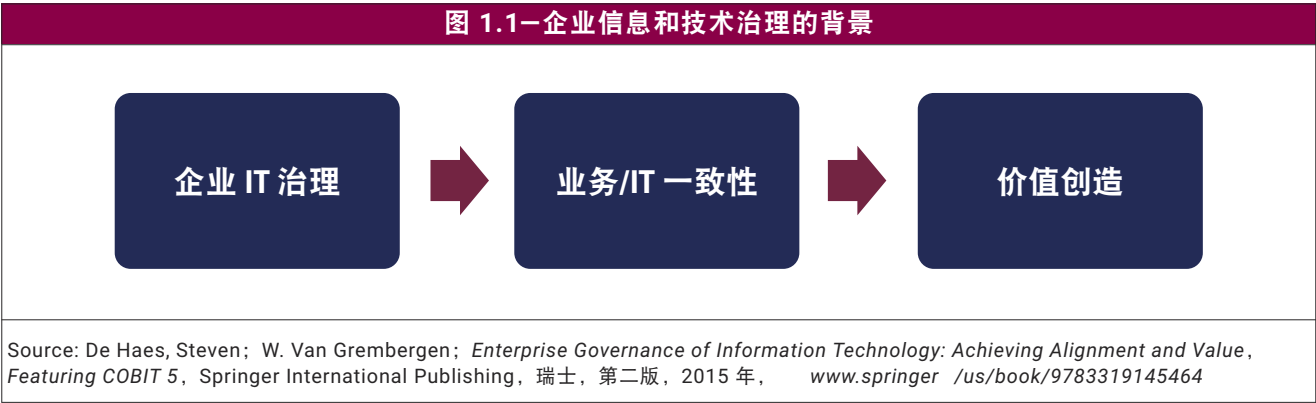 图 1.1—企业信息和技术治理的背景
企业 IT 治理
业务/IT 一致性
价值创造
Source: De Haes, Steven；W. Van Grembergen；Enterprise Governance of Information Technology: Achieving Alignment and Value，
Featuring COBIT 5，Springer International Publishing，瑞士，第二版，2015 年， www.springer /us/book/9783319145464